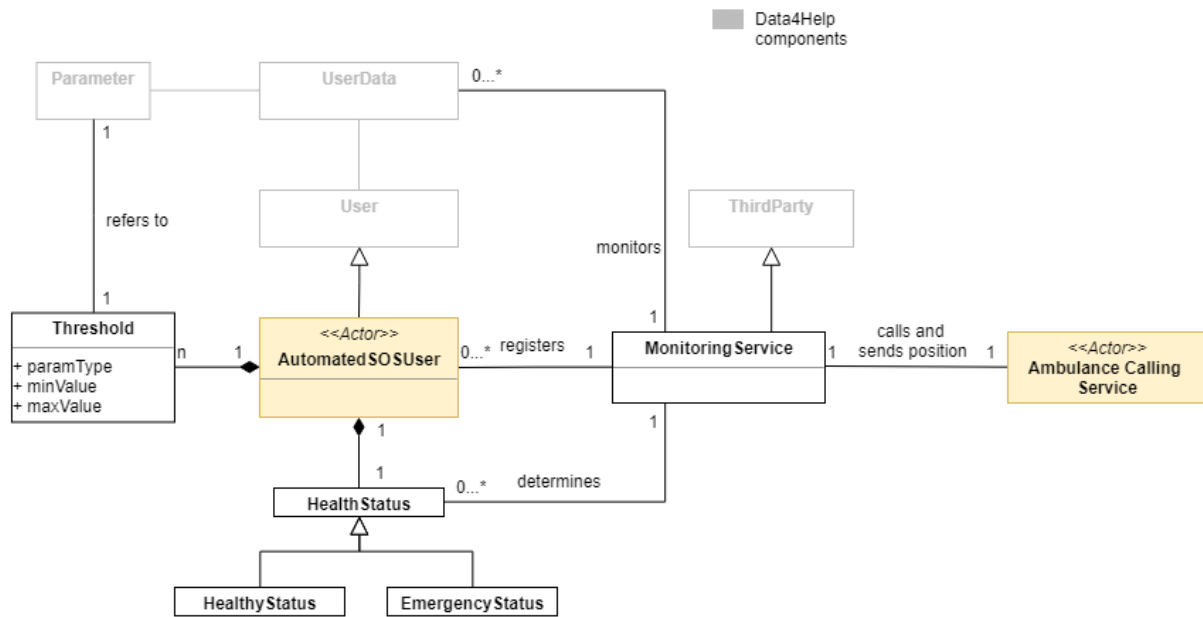 Data4Help
components
Parameter
UserData
0...*
1
User
ThirdParty
refers to
monitors
1
1
Threshold
+ paramType
+ minValue
+ maxValue
n
1
<<Actor>>
AutomatedSOSUser
0...*
registers
1
MonitoringService
1
calls and
sends position
1
<<Actor>>
Ambulance Calling
Service
1
1
1
0...*
determines
HealthStatus
HealthyStatus
EmergencyStatus